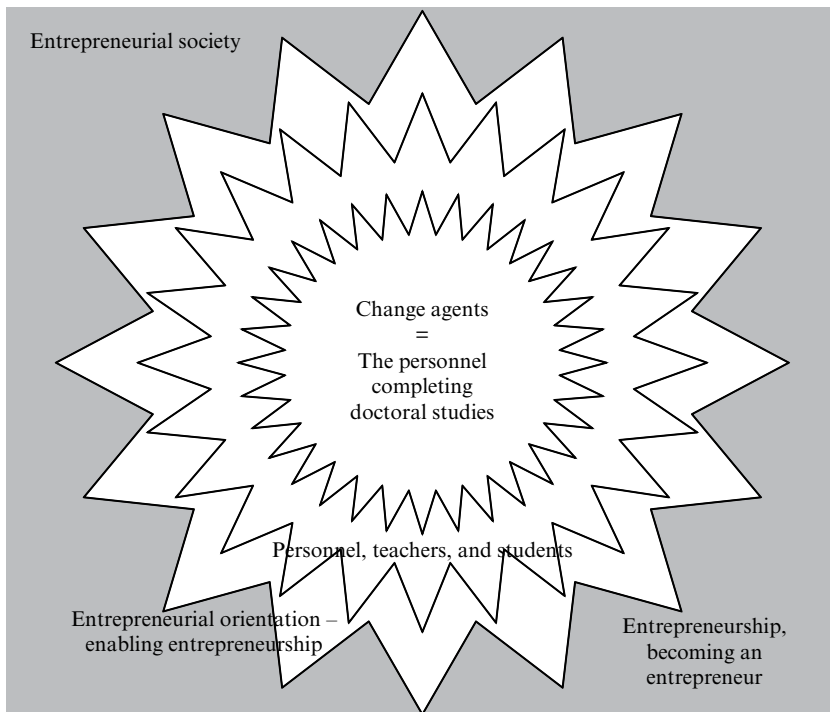 Entrepreneurial society
Change agents
=
The personnel
completing
doctoral studies
Personnel, teachers, and students
Entrepreneurial orientation –
enabling entrepreneurship
Entrepreneurship,
becoming an
entrepreneur